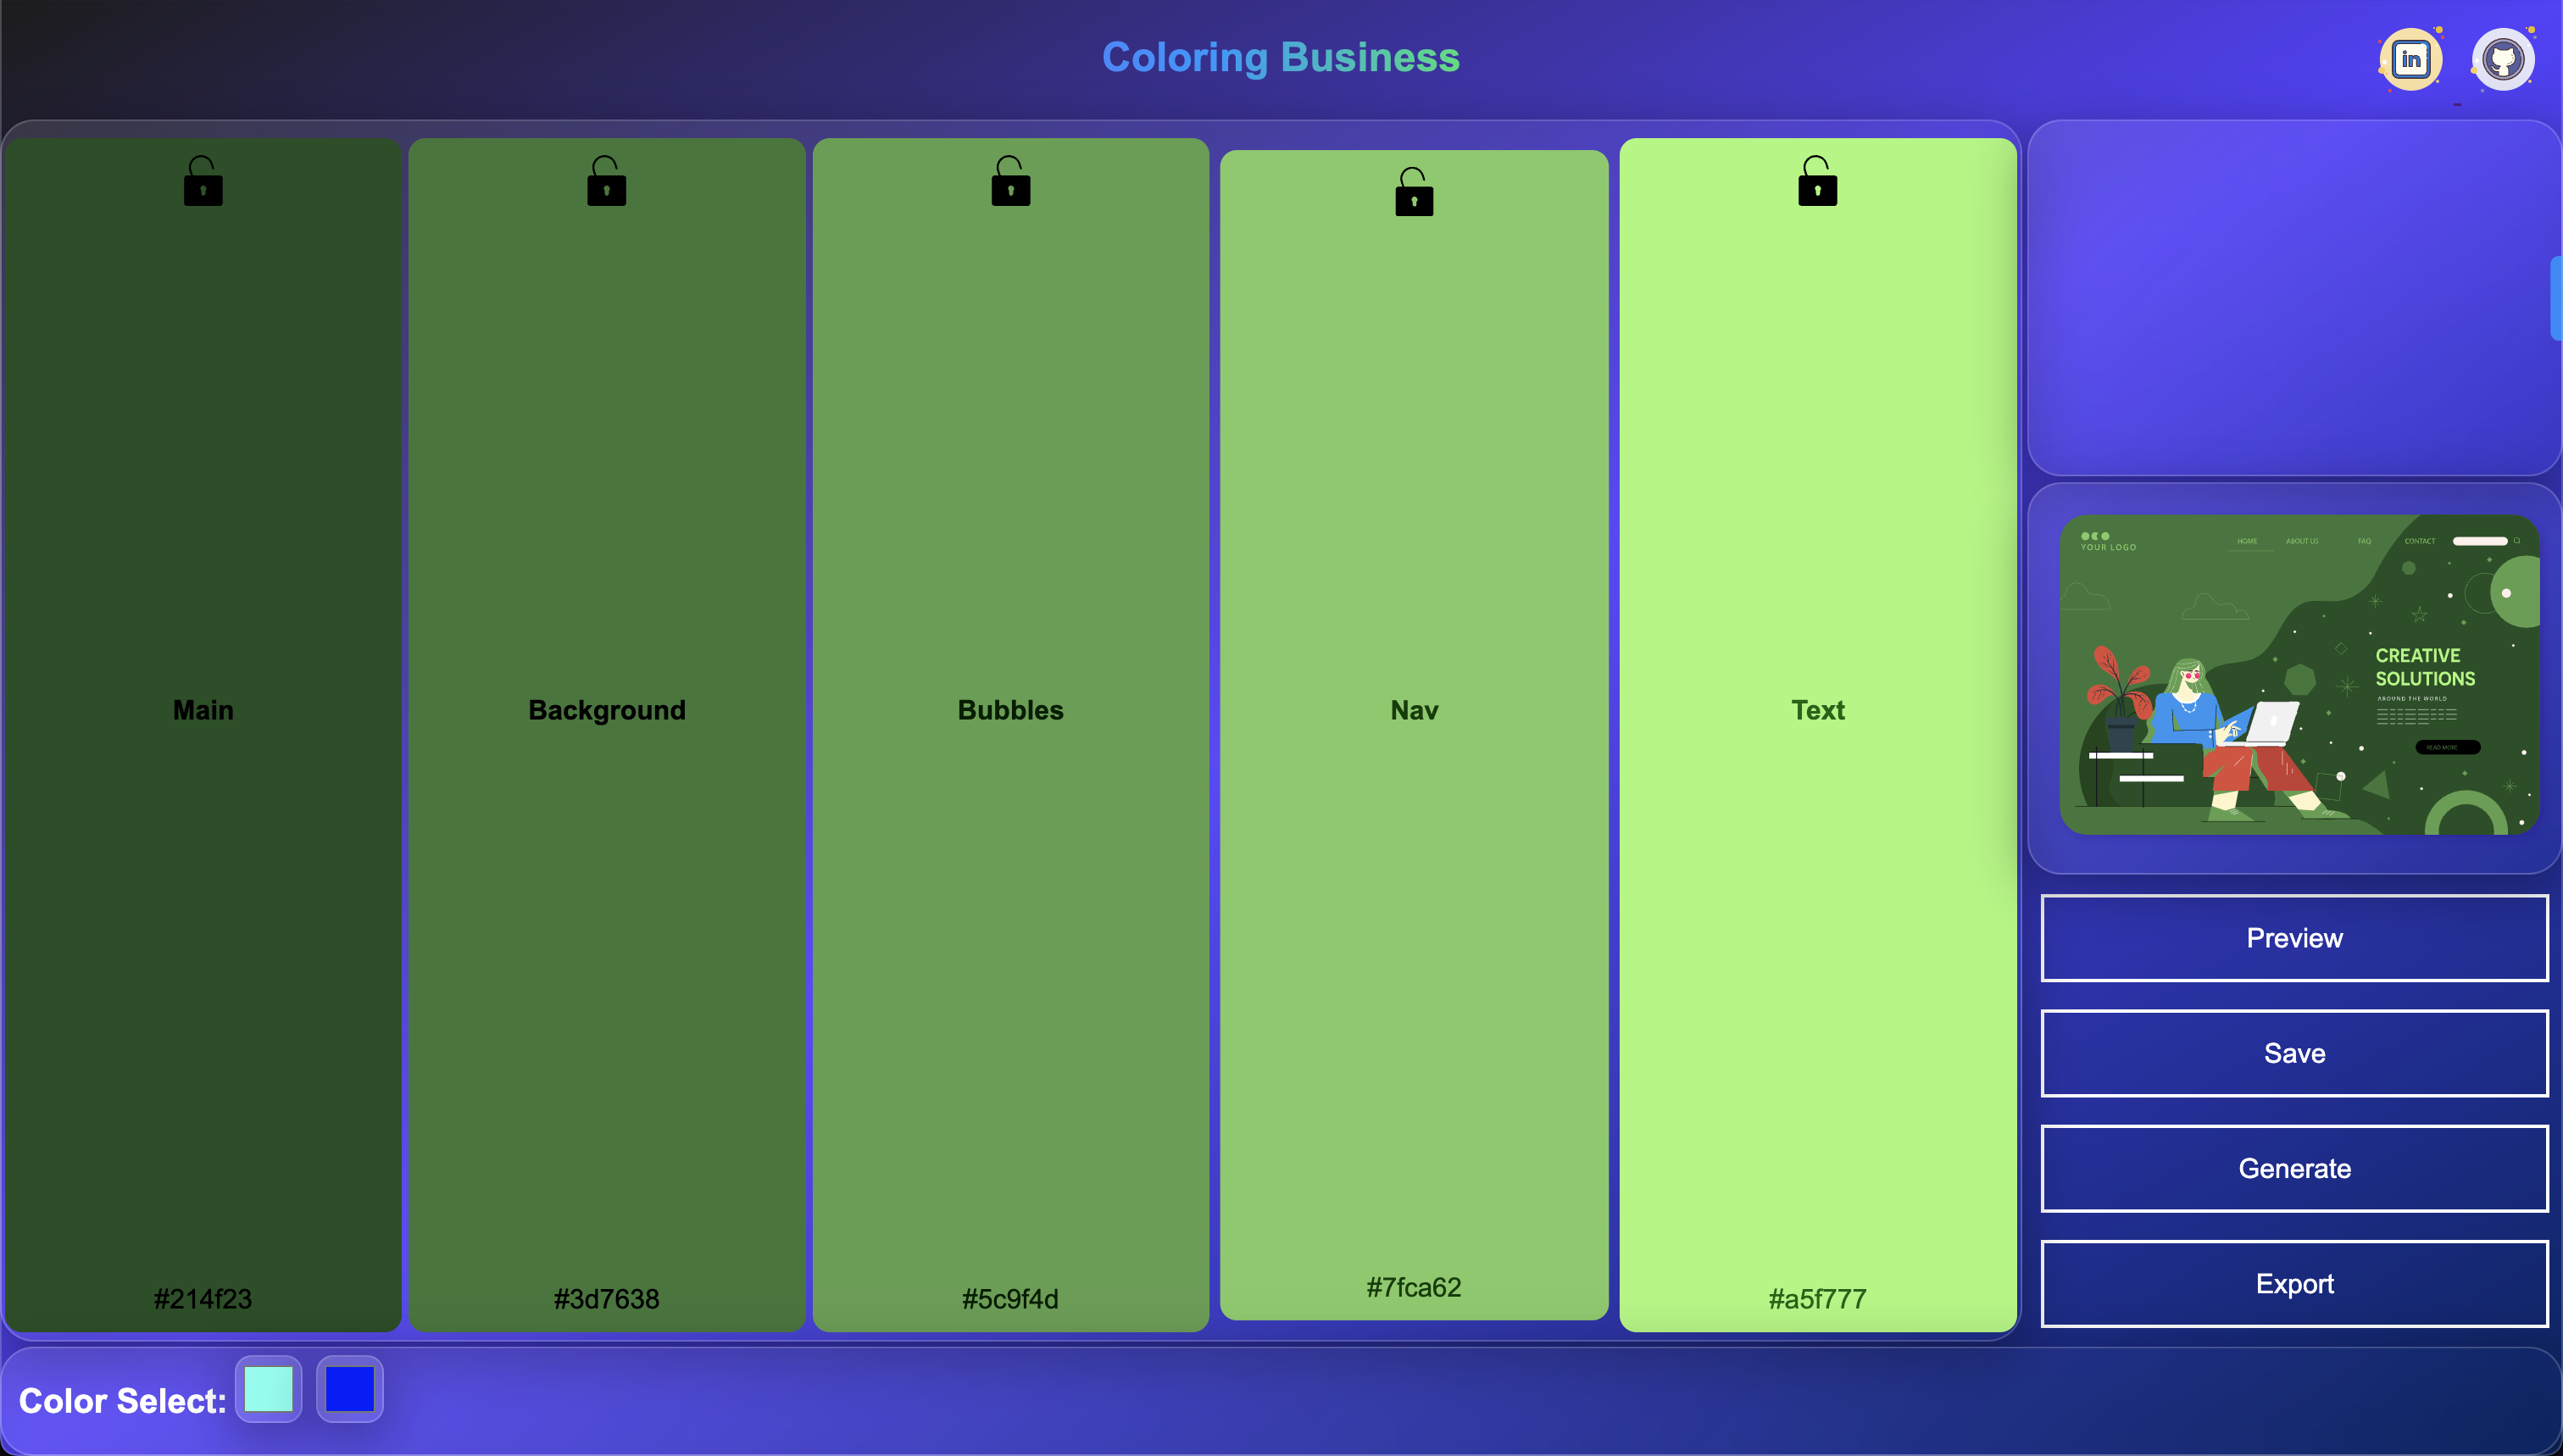 Coloring Business
in
Main
Background
Bubbles
Nav
Text
#214f23
#3d7638
#5c9f4d
#7fca62
#a5f777
YOUR LOGO
HOME
ABOUT US
FAQ
CONTACT
CREATIVE
SOLUTIONS
AROUND THE WORLD
READ MORE
Preview
Save
Generate
Export
Color Select: